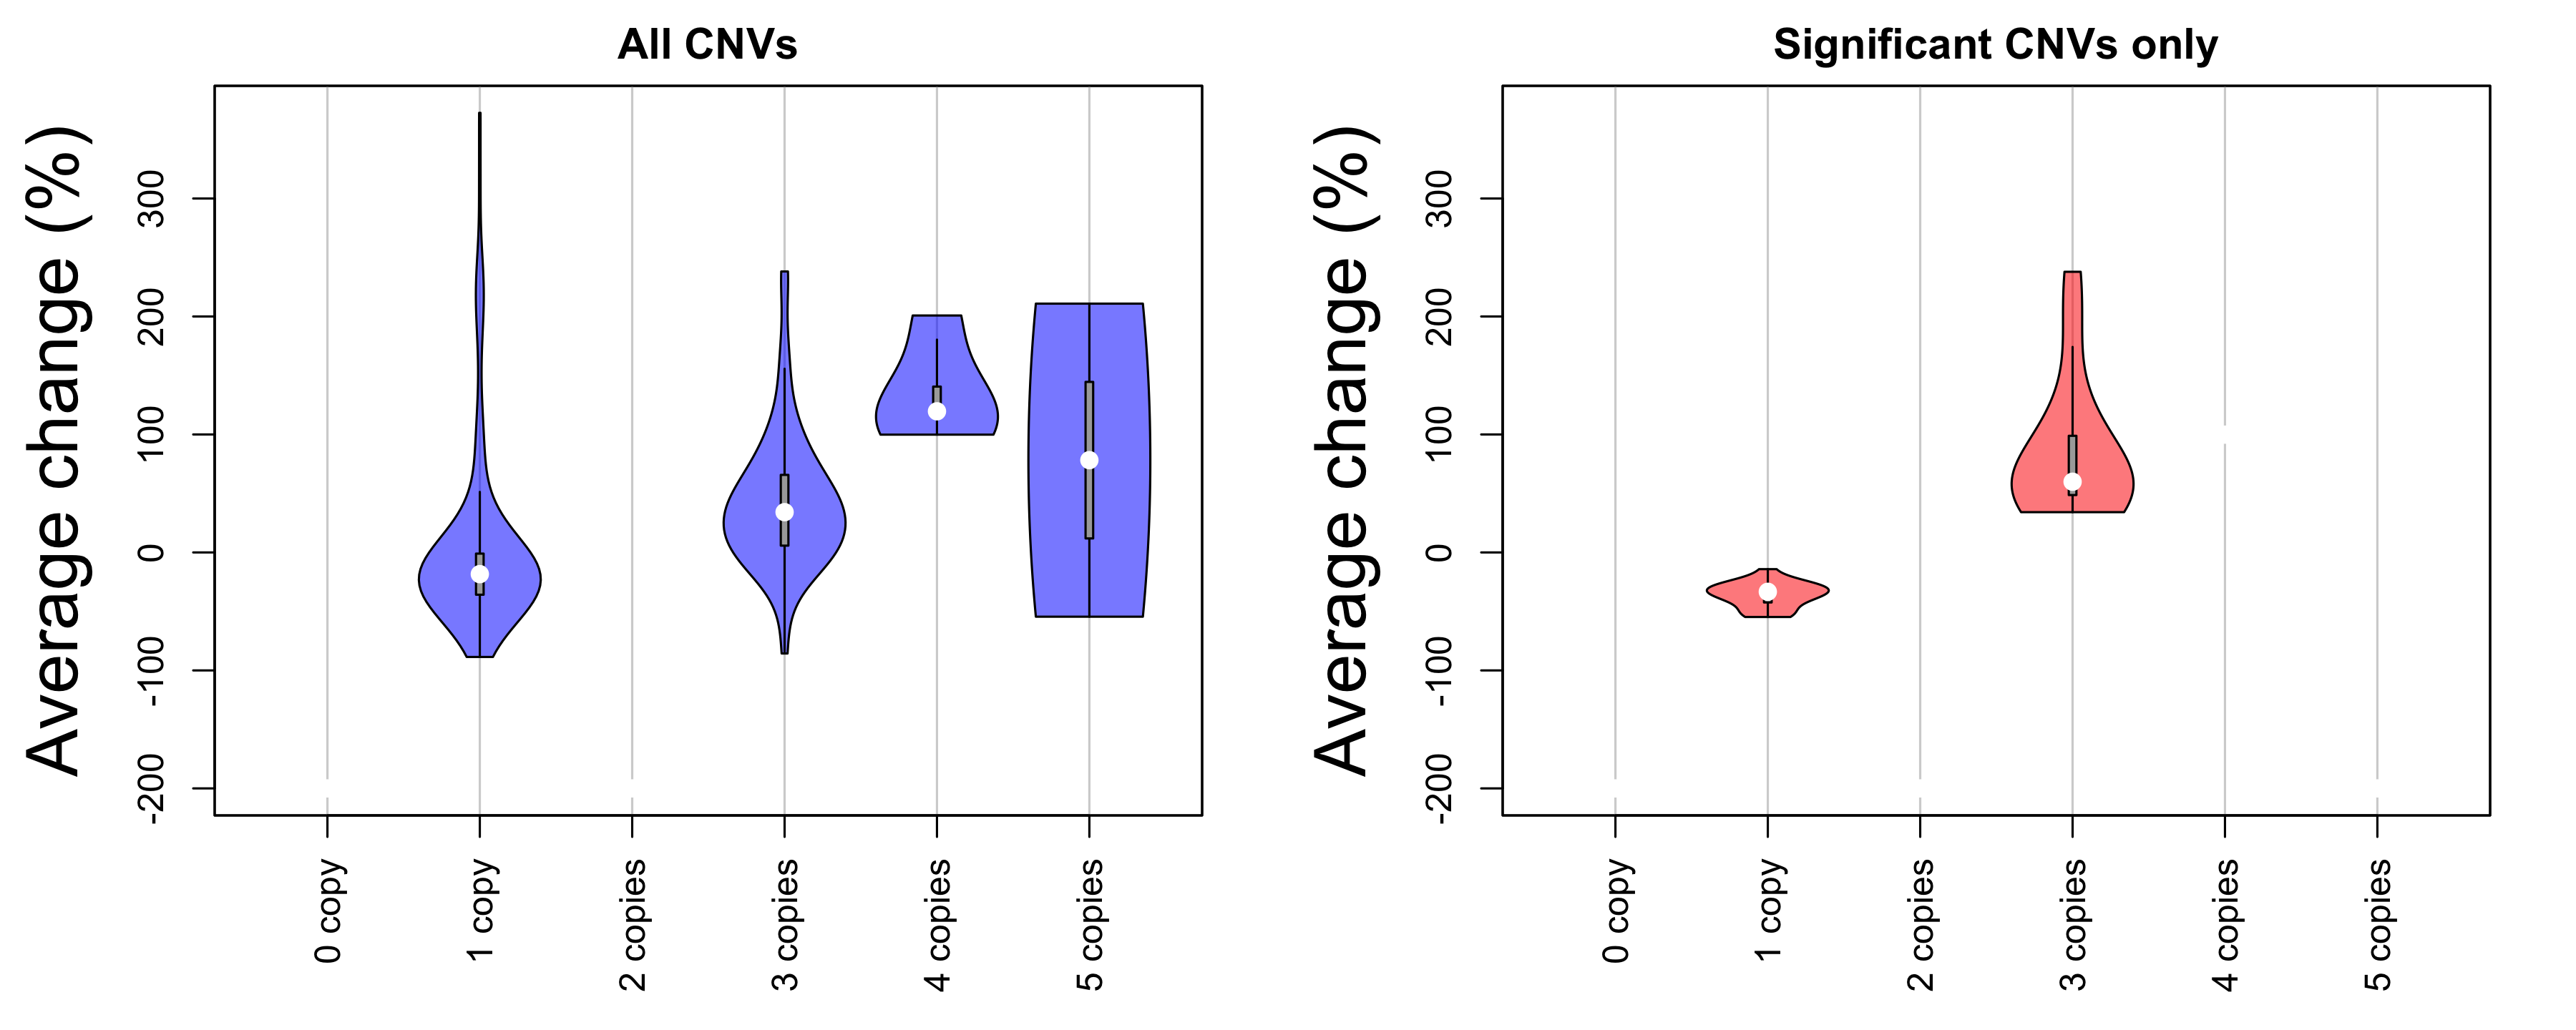 All CNVs
Average change (%)
300
200
100
0
-100
-200
0 copy
1 copy
2 copies
3 copies
4 copies
5 copies
Significant CNVs only
Average change (%)
300
200
100
0
-100
-200
0 copy
1 copy
2 copies
3 copies
4 copies
5 copies